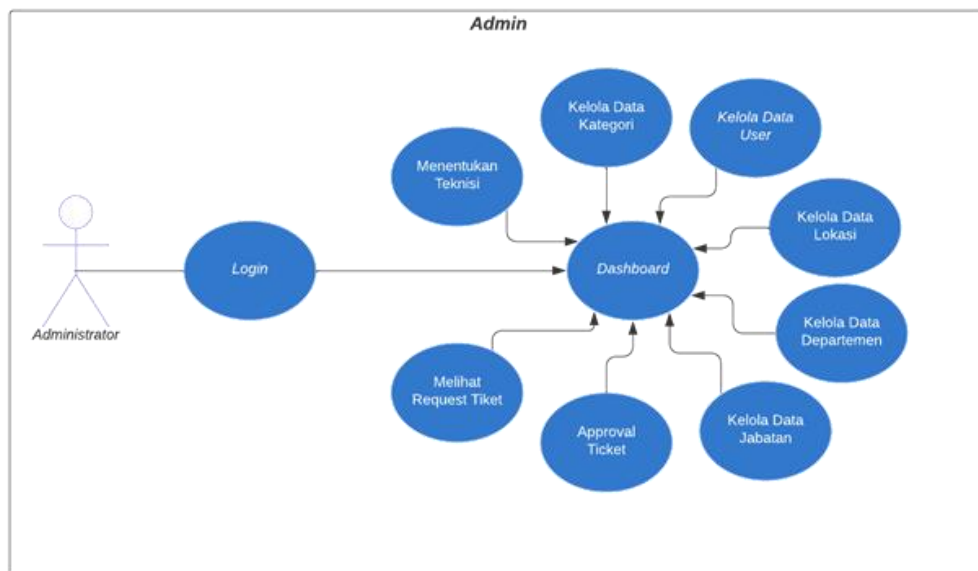 Admin
Kelola Data
Kategori
Kelola Data
User
Menentukan
Teknisi
Kelola Data
Lokasi
Login
Dashboard
Administrator
Kelola Data
Departemen
Melihat
Request Tiket
Approval
Ticket
Kelola Data
Jabatan